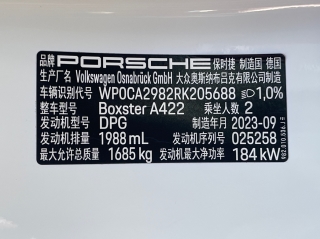 品牌 PORSCHE 保时捷 制造国 德国
生产厂名 Volkswagen Osnabrück GmbH 大众奥斯纳布吕克有限公司制造
车辆识别代号 WP0CA2982RK205688 1,0%
整车型号 Boxster A422 乘坐人数 2
发动机型号 DPG 制造年月 2023-09
发动机排量 1988 mL 发动机序列号 025258
最大允许总质量 1685 kg 发动机最大净功率 184 kW